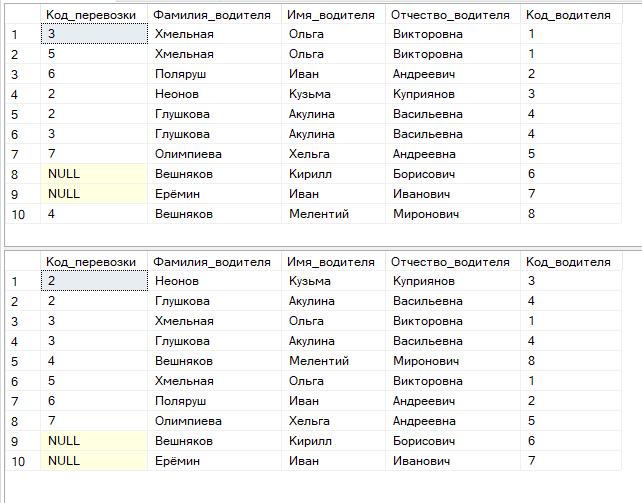 Код_перевозки Фамилия_водителя Имя_водителя Отчество_водителя Код_водителя
1 3 Хмельная Ольга Викторовна 1
2 5 Хмельная Ольга Викторовна 1
3 6 Поляруш Иван Андреевич 2
4 2 Неонов Кузьма Куприянов 3
5 2 Глушкова Акулина Васильевна 4
6 3 Глушкова Акулина Васильевна 4
7 7 Олимпиева Хельга Андреевна 5
8 NULL Вешняков Кирилл Борисович 6
9 NULL Ерёмин Иван Иванович 7
10 4 Вешняков Мелентий Миронович 8
Код_перевозки Фамилия_водителя Имя_водителя Отчество_водителя Код_водителя
1 2 Неонов Кузьма Куприянов 3
2 2 Глушкова Акулина Васильевна 4
3 3 Хмельная Ольга Викторовна 1
4 3 Глушкова Акулина Васильевна 4
5 4 Вешняков Мелентий Миронович 8
6 5 Хмельная Ольга Викторовна 1
7 6 Поляруш Иван Андреевич 2
8 7 Олимпиева Хельга Андреевна 5
9 NULL Вешняков Кирилл Борисович 6
10 NULL Ерёмин Иван Иванович 7